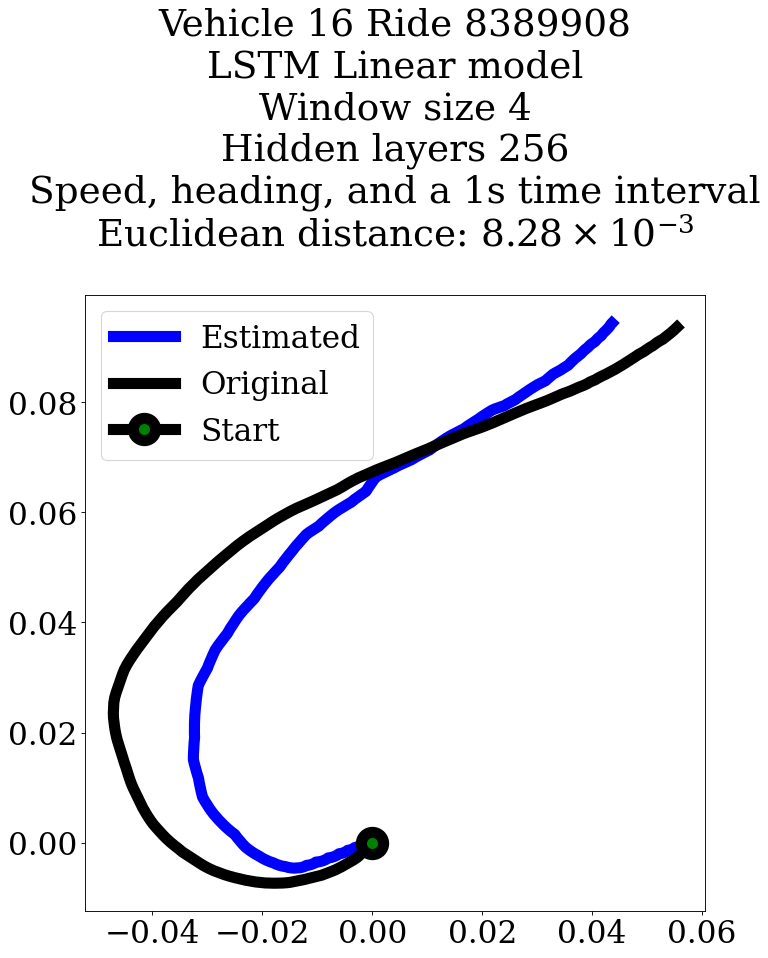 Vehicle 16 Ride 8389908
LSTM Linear model
Window size 4
Hidden layers 256
Speed, heading, and a 1s time interval
Euclidean distance: 8.28 × 10⁻³
Estimated
Original
Start
0.08
0.06
0.04
0.02
0.00
−0.04 −0.02 0.00 0.02 0.04 0.06